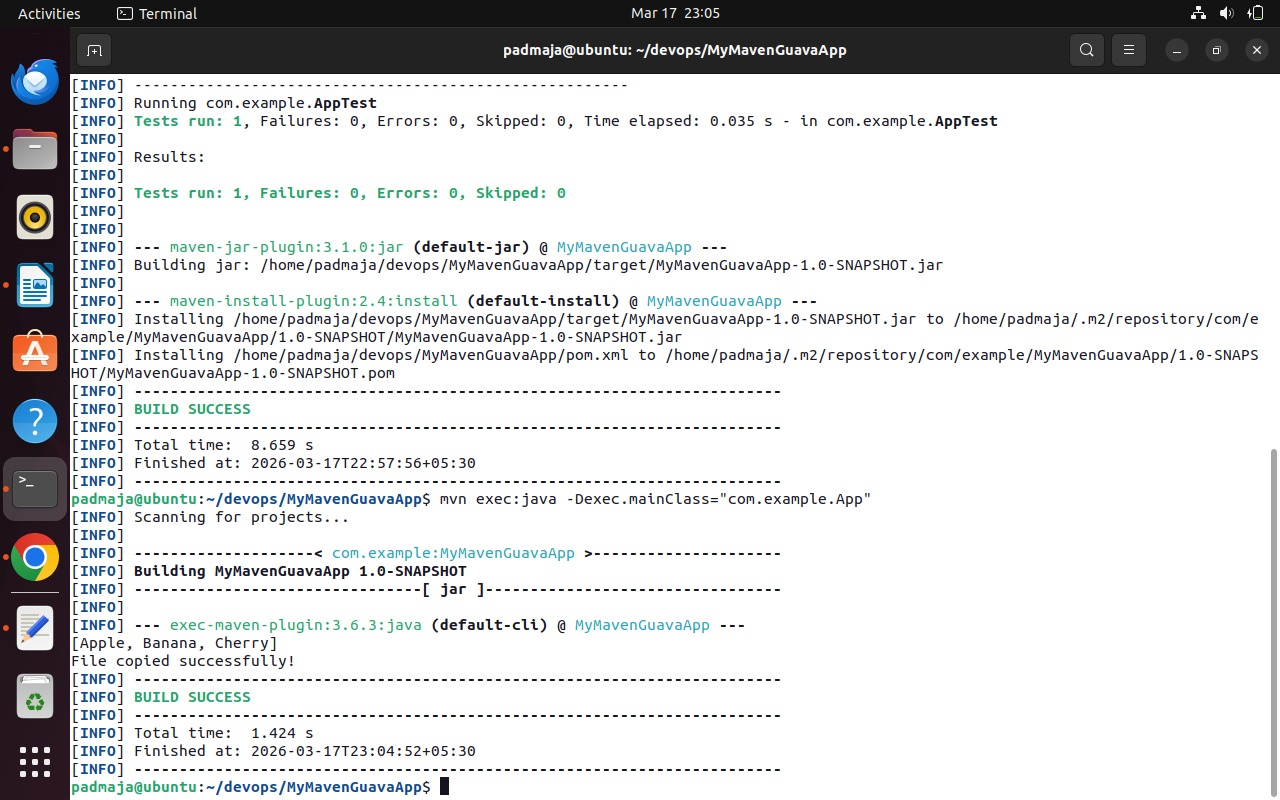 Activities
Terminal
Mar 17 23:05
padmaja@ubuntu: ~/devops/MyMavenGuavaApp
[INFO] -------------------------------------------------------
[INFO] Running com.example.AppTest
[INFO] Tests run: 1, Failures: 0, Errors: 0, Skipped: 0, Time elapsed: 0.035 s - in com.example.AppTest
[INFO]
[INFO] Results:
[INFO]
[INFO] Tests run: 1, Failures: 0, Errors: 0, Skipped: 0
[INFO]
[INFO]
[INFO] --- maven-jar-plugin:3.1.0:jar (default-jar) @ MyMavenGuavaApp ---
[INFO] Building jar: /home/padmaja/devops/MyMavenGuavaApp/target/MyMavenGuavaApp-1.0-SNAPSHOT.jar
[INFO]
[INFO] --- maven-install-plugin:2.4:install (default-install) @ MyMavenGuavaApp ---
[INFO] Installing /home/padmaja/devops/MyMavenGuavaApp/target/MyMavenGuavaApp-1.0-SNAPSHOT.jar to /home/padmaja/.m2/repository/com/e
xample/MyMavenGuavaApp/1.0-SNAPSHOT/MyMavenGuavaApp-1.0-SNAPSHOT.jar
[INFO] Installing /home/padmaja/devops/MyMavenGuavaApp/pom.xml to /home/padmaja/.m2/repository/com/example/MyMavenGuavaApp/1.0-SNAPS
HOT/MyMavenGuavaApp-1.0-SNAPSHOT.pom
[INFO] ------------------------------------------------------------------------
[INFO] BUILD SUCCESS
[INFO] ------------------------------------------------------------------------
[INFO] Total time:  8.659 s
[INFO] Finished at: 2026-03-17T22:57:56+05:30
[INFO] ------------------------------------------------------------------------
padmaja@ubuntu:~/devops/MyMavenGuavaApp$ mvn exec:java -Dexec.mainClass="com.example.App"
[INFO] Scanning for projects...
[INFO]
[INFO] --------------------< com.example:MyMavenGuavaApp >----------------------
[INFO] Building MyMavenGuavaApp 1.0-SNAPSHOT
[INFO] --------------------------------[ jar ]---------------------------------
[INFO]
[INFO] --- exec-maven-plugin:3.6.3:java (default-cli) @ MyMavenGuavaApp ---
[Apple, Banana, Cherry]
File copied successfully!
[INFO] ------------------------------------------------------------------------
[INFO] BUILD SUCCESS
[INFO] ------------------------------------------------------------------------
[INFO] Total time:  1.424 s
[INFO] Finished at: 2026-03-17T23:04:52+05:30
[INFO] ------------------------------------------------------------------------
padmaja@ubuntu:~/devops/MyMavenGuavaApp$